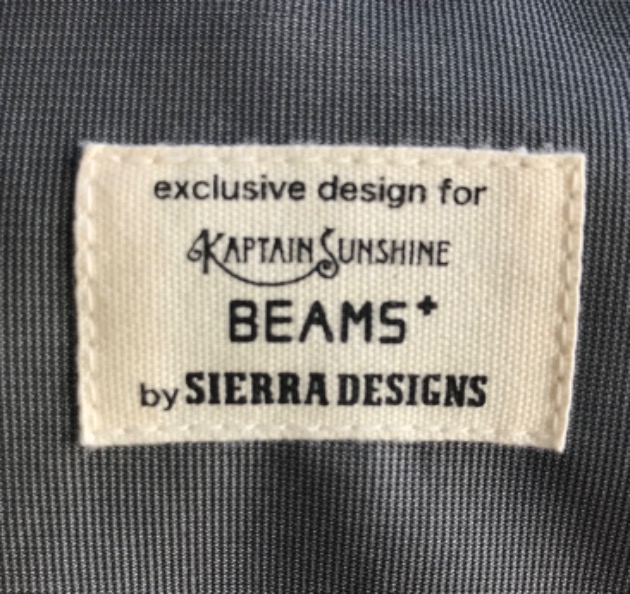 exclusive design for
KAPTAIN SUNSHINE
BEAMS+
by SIERRA DESIGNS